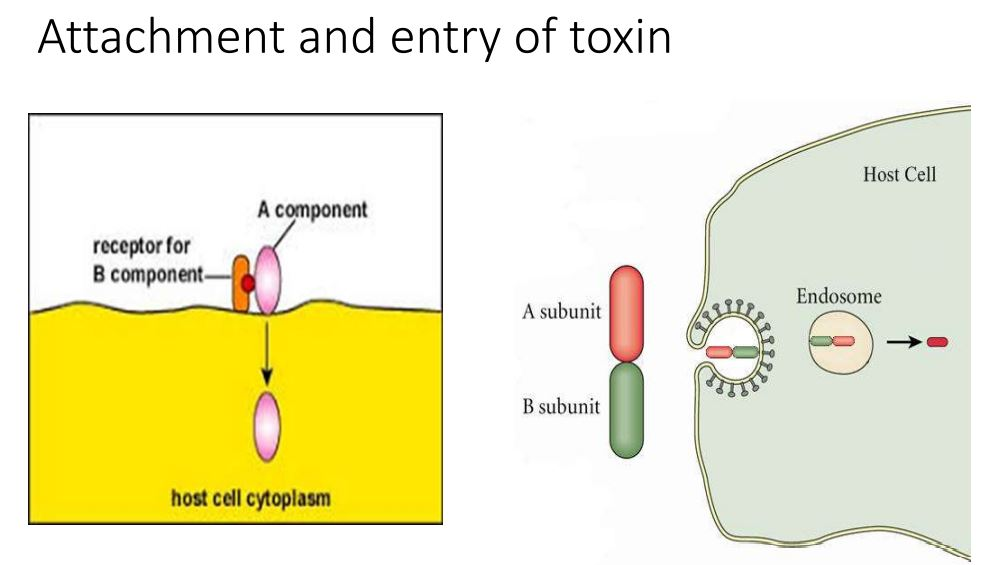 Attachment and entry of toxin
A component
receptor for
B component
host cell cytoplasm
Host Cell
Endosome
A subunit
B subunit